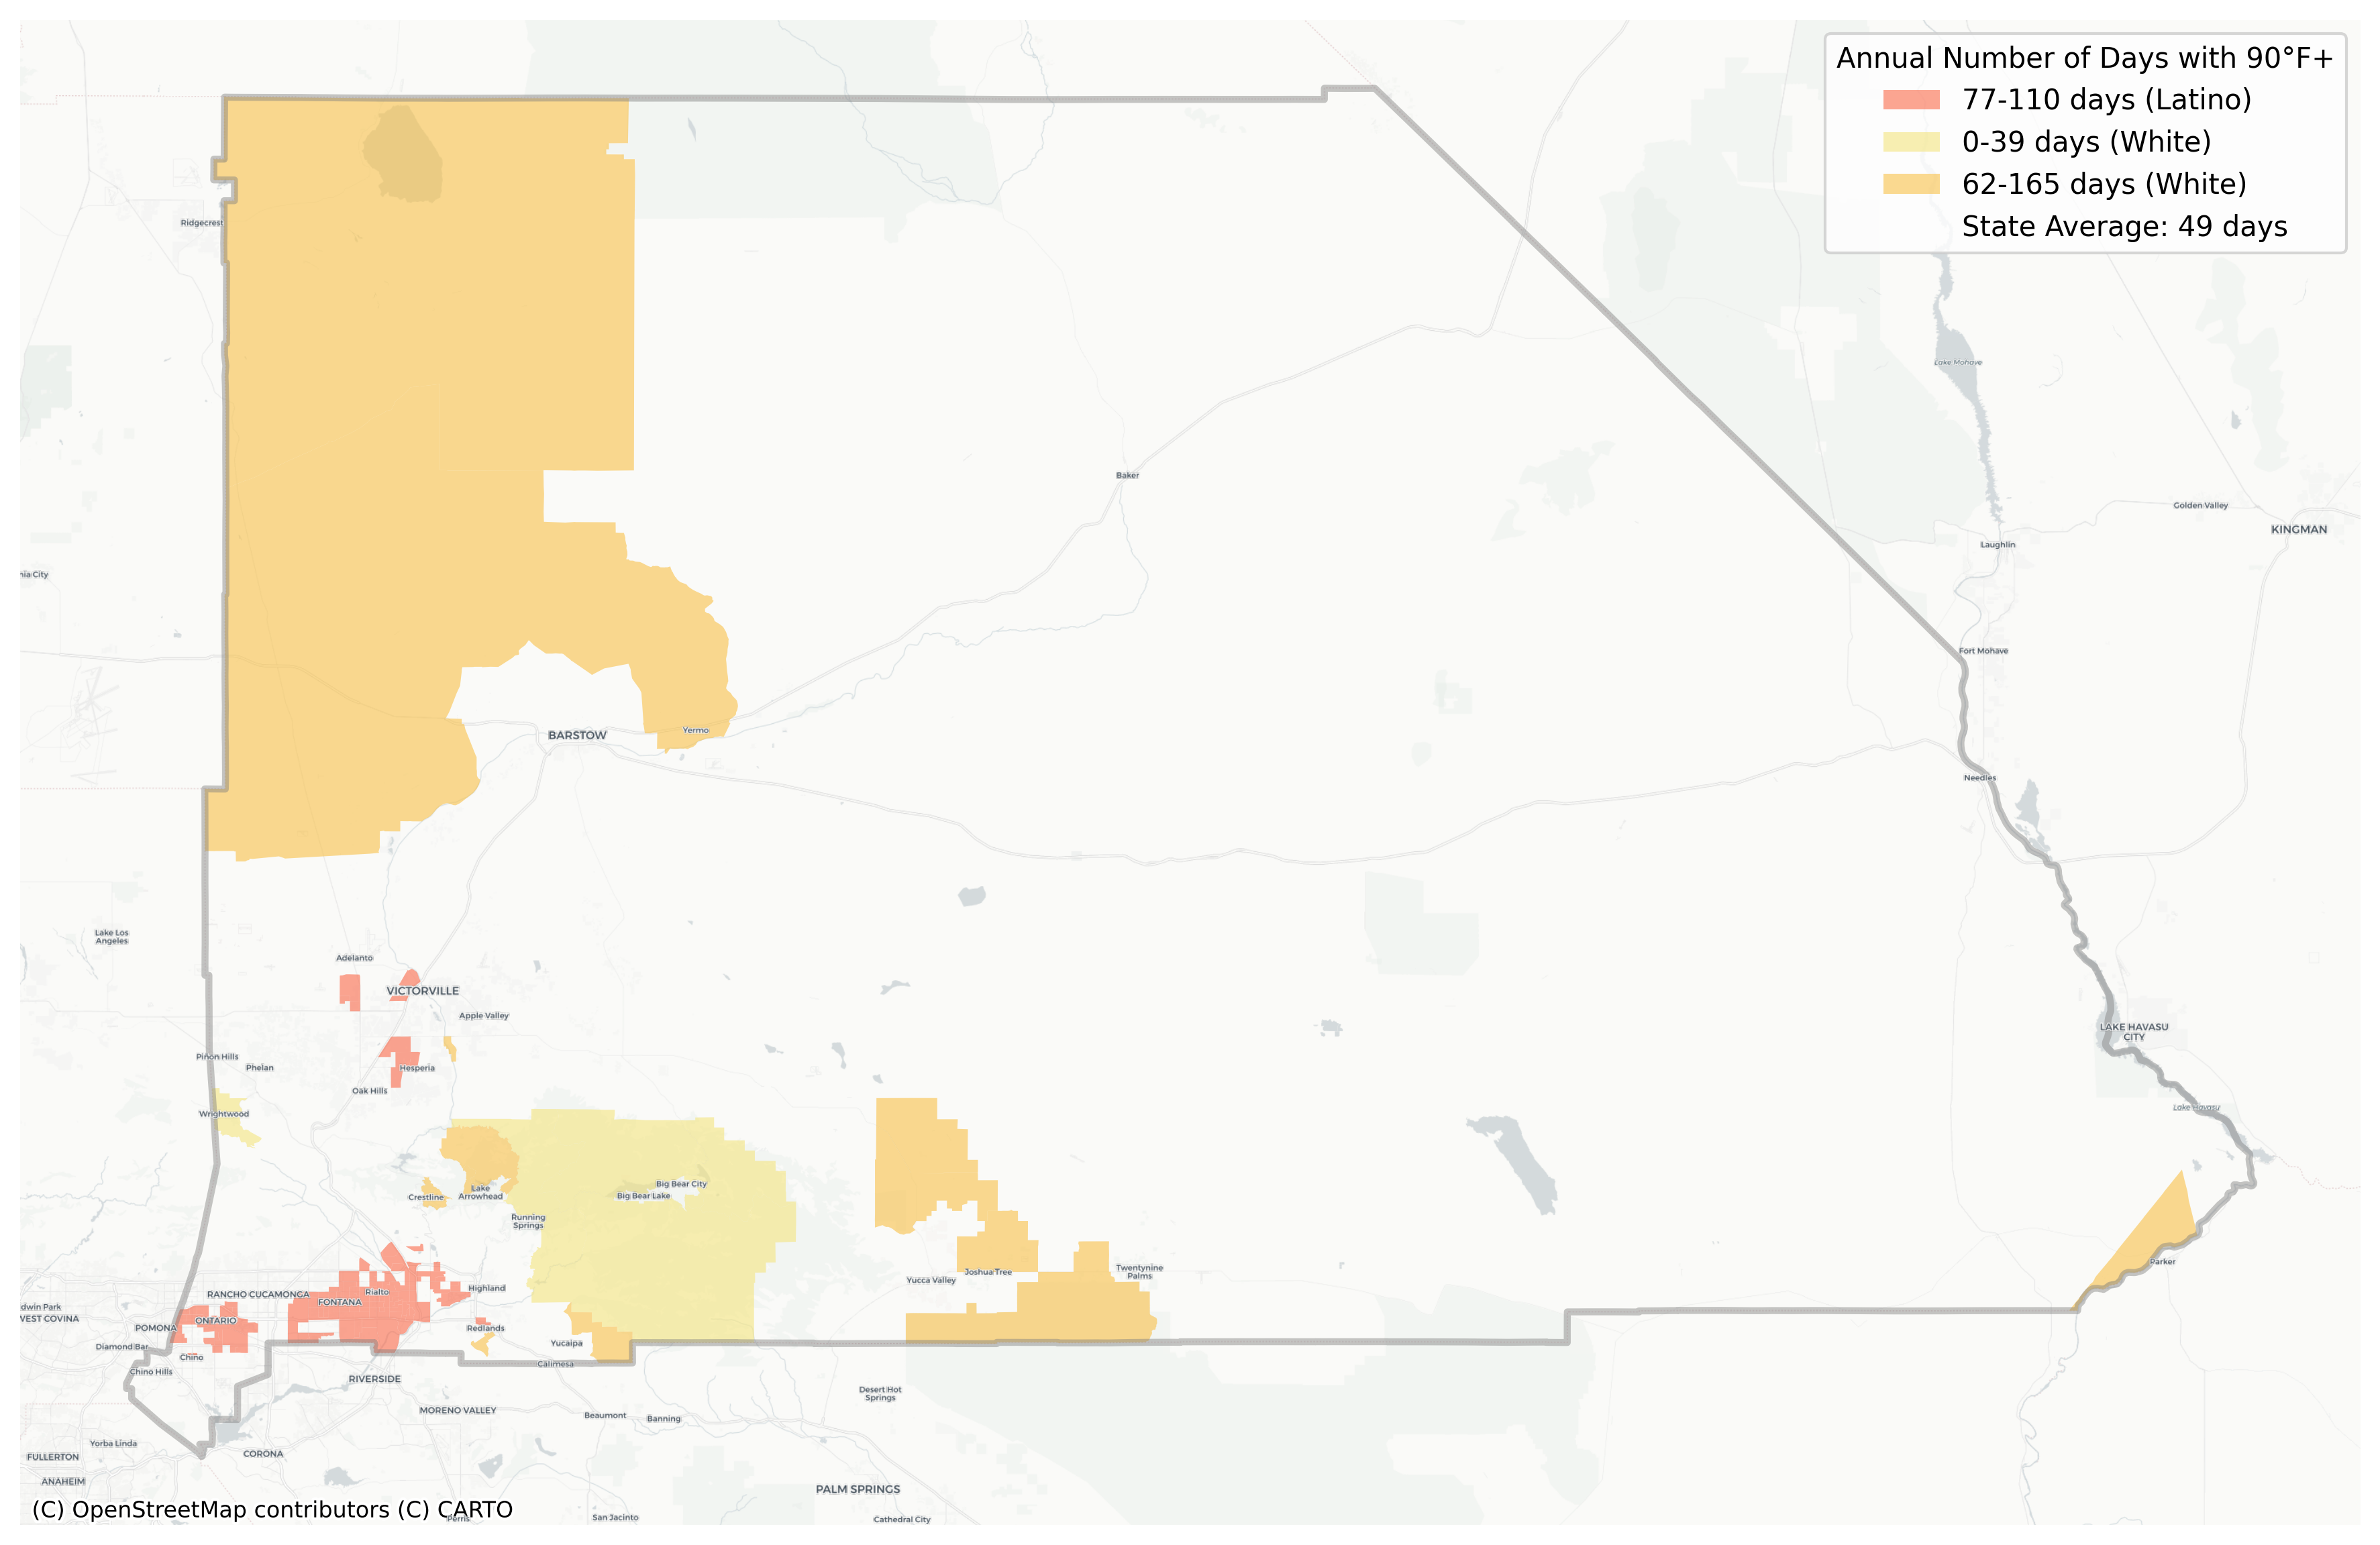 Annual Number of Days with 90°F+
77-110 days (Latino)
0-39 days (White)
62-165 days (White)
State Average: 49 days
Ridgecrest
Lake Mohave
Baker
Golden Valley
KINGMAN
Laughlin
Fort Mohave
Yermo
BARSTOW
Needles
Lake Los
Angeles
Adelanto
VICTORVILLE
Apple Valley
LAKE HAVASU
CITY
Piñon Hills
Phelan
Hesperia
Oak Hills
Wrightwood
Lake Havasu
Big Bear City
Big Bear Lake
Lake
Arrowhead
Crestline
Running
Springs
Parker
Twentynine
Palms
Joshua Tree
Yucca Valley
Highland
Rialto
RANCHO CUCAMONGA
FONTANA
dwin Park
WEST COVINA
ONTARIO
POMONA
Redlands
Yucaipa
Diamond Bar
Chino
Calimesa
Chino Hills
RIVERSIDE
Desert Hot
Springs
MORENO VALLEY
Beaumont
Banning
Yorba Linda
CORONA
FULLERTON
ANAHEIM
PALM SPRINGS
(C) OpenStreetMap contributors (C) CARTO
Perris
San Jacinto
Cathedral City